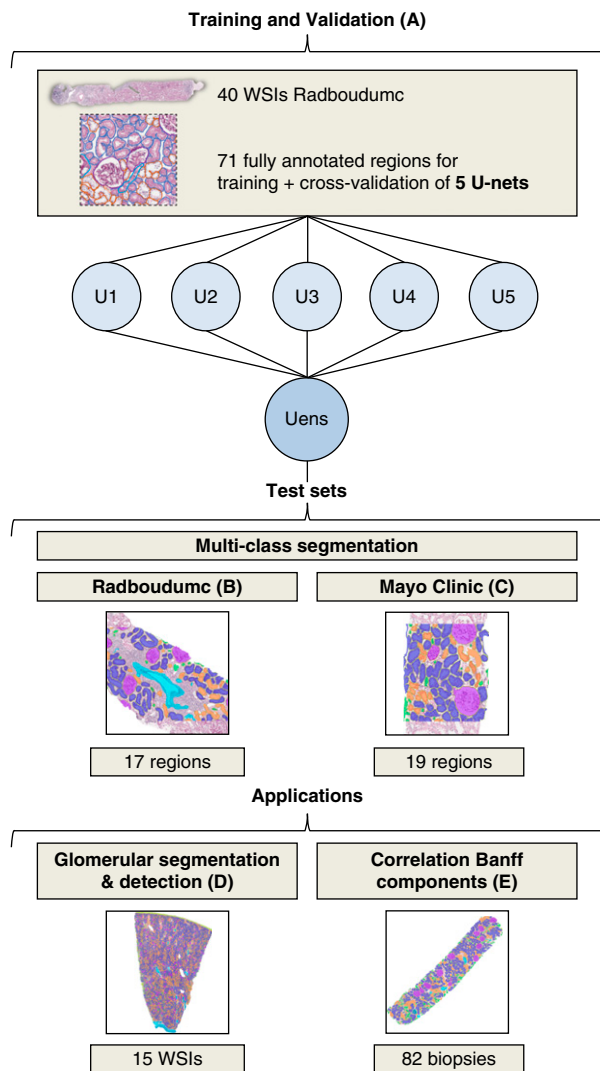 Training and Validation (A)
40 WSIs Radboudumc
71 fully annotated regions for
training + cross-validation of 5 U-nets
U1
U2
U3
U4
U5
Uens
Test sets
Multi-class segmentation
Radboudumc (B)
Mayo Clinic (C)
17 regions
19 regions
Applications
Glomerular segmentation
& detection (D)
Correlation Banff
components (E)
15 WSIs
82 biopsies